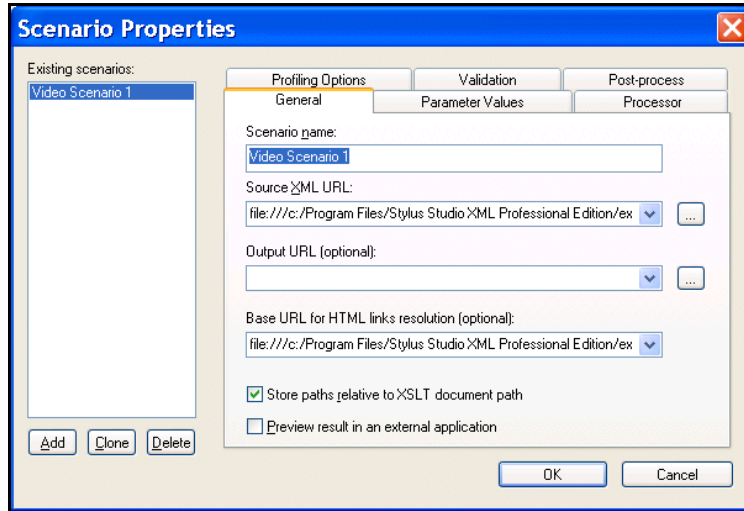 Scenario Properties
Existing scenarios:
Video Scenario 1
Profiling Options
Validation
Post-process
General
Parameter Values
Processor
Scenario name:
Video Scenario 1
Source XML URL:
file:///c:/Program Files/Stylus Studio XML Professional Edition/ex
...
Output URL (optional):
...
Base URL for HTML links resolution (optional):
file:///c:/Program Files/Stylus Studio XML Professional Edition/ex
Store paths relative to XSLT document path
Preview result in an external application
Add
Clone
Delete
OK
Cancel